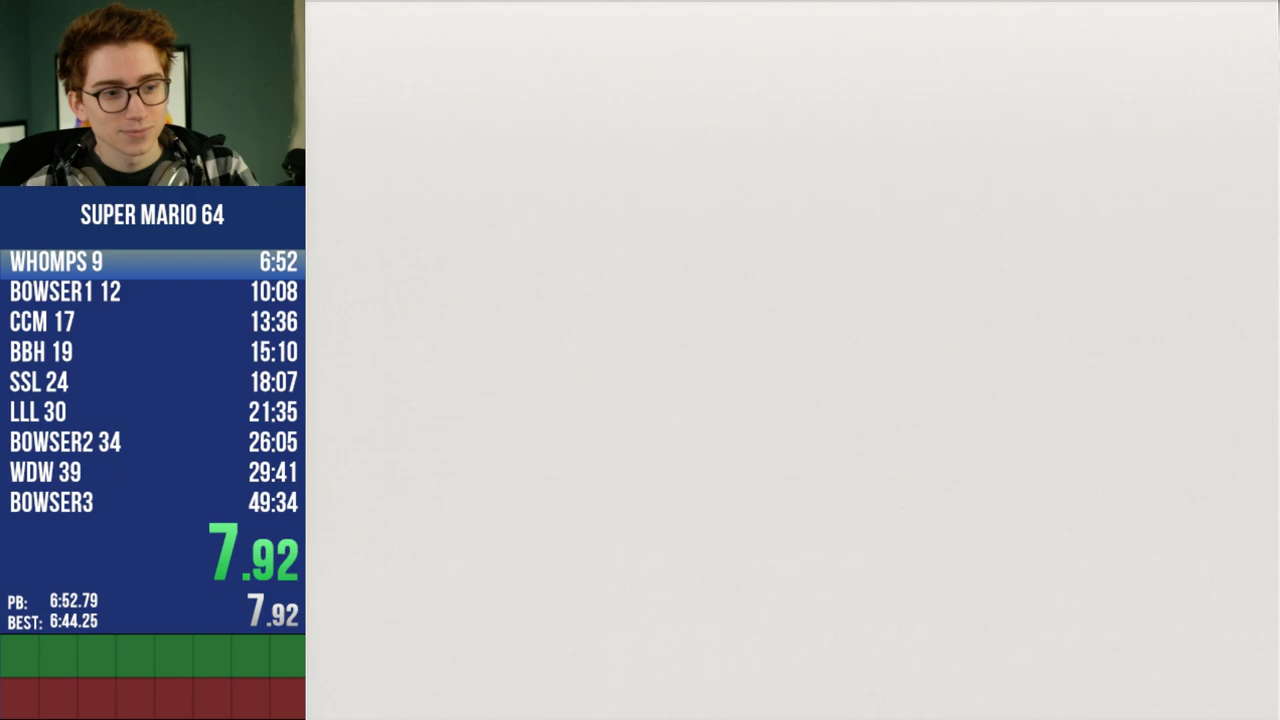 SUPER MARIO 64
WHOMPS 9 6:52
BOWSER1 12 10:08
CCM 17 13:36
BBH 19 15:10
SSL 24 18:07
LLL 30 21:35
BOWSER2 34 26:05
WDW 39 29:41
BOWSER3 49:34
7.92
PB: 6:52.79 7.92
BEST: 6:44.25